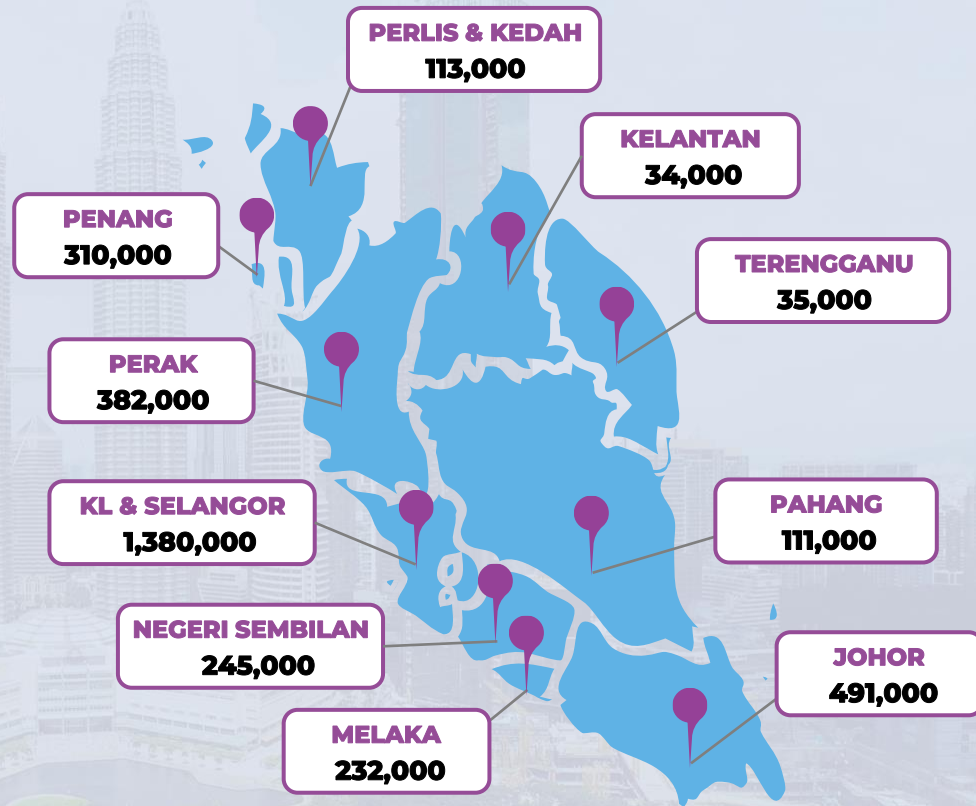 PERLIS & KEDAH
113,000
KELANTAN
34,000
PENANG
310,000
TERENGGANU
35,000
PERAK
382,000
KL & SELANGOR
1,380,000
PAHANG
111,000
NEGERI SEMBILAN
245,000
JOHOR
491,000
MELAKA
232,000